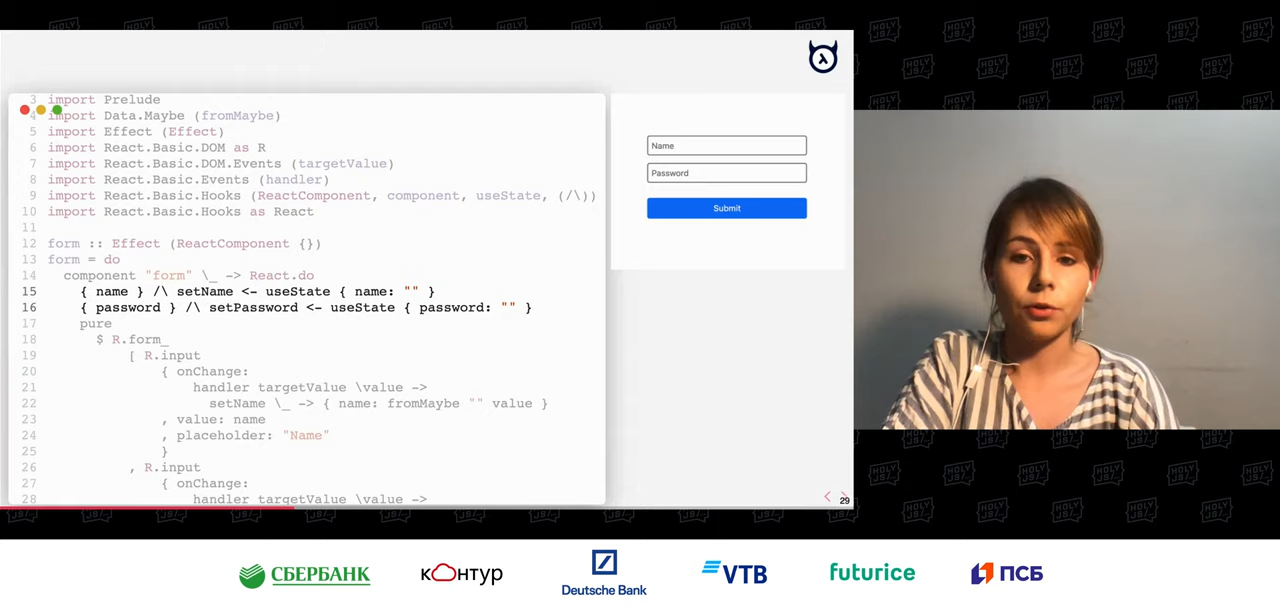 3 import Prelude
4 import Data.Maybe (fromMaybe)
5 import Effect (Effect)
6 import React.Basic.DOM as R
7 import React.Basic.DOM.Events (targetValue)
8 import React.Basic.Events (handler)
9 import React.Basic.Hooks (ReactComponent, component, useState, (/\))
10 import React.Basic.Hooks as React
11
12 form :: Effect (ReactComponent {})
13 form = do
14   component "form" \_ -> React.do
15     { name } /\ setName <- useState { name: "" }
16     { password } /\ setPassword <- useState { password: "" }
17     pure
18       $ R.form_
19           [ R.input
20               { onChange:
21                   handler targetValue \value ->
22                     setName \_ -> { name: fromMaybe "" value }
23               , value: name
24               , placeholder: "Name"
25               }
26           , R.input
27               { onChange:
28                   handler targetValue \value ->
Name
Password
Submit
29
HOLY JS/
СБЕРБАНК
КОНТУР
Deutsche Bank
VTB
futurice
ПСБ